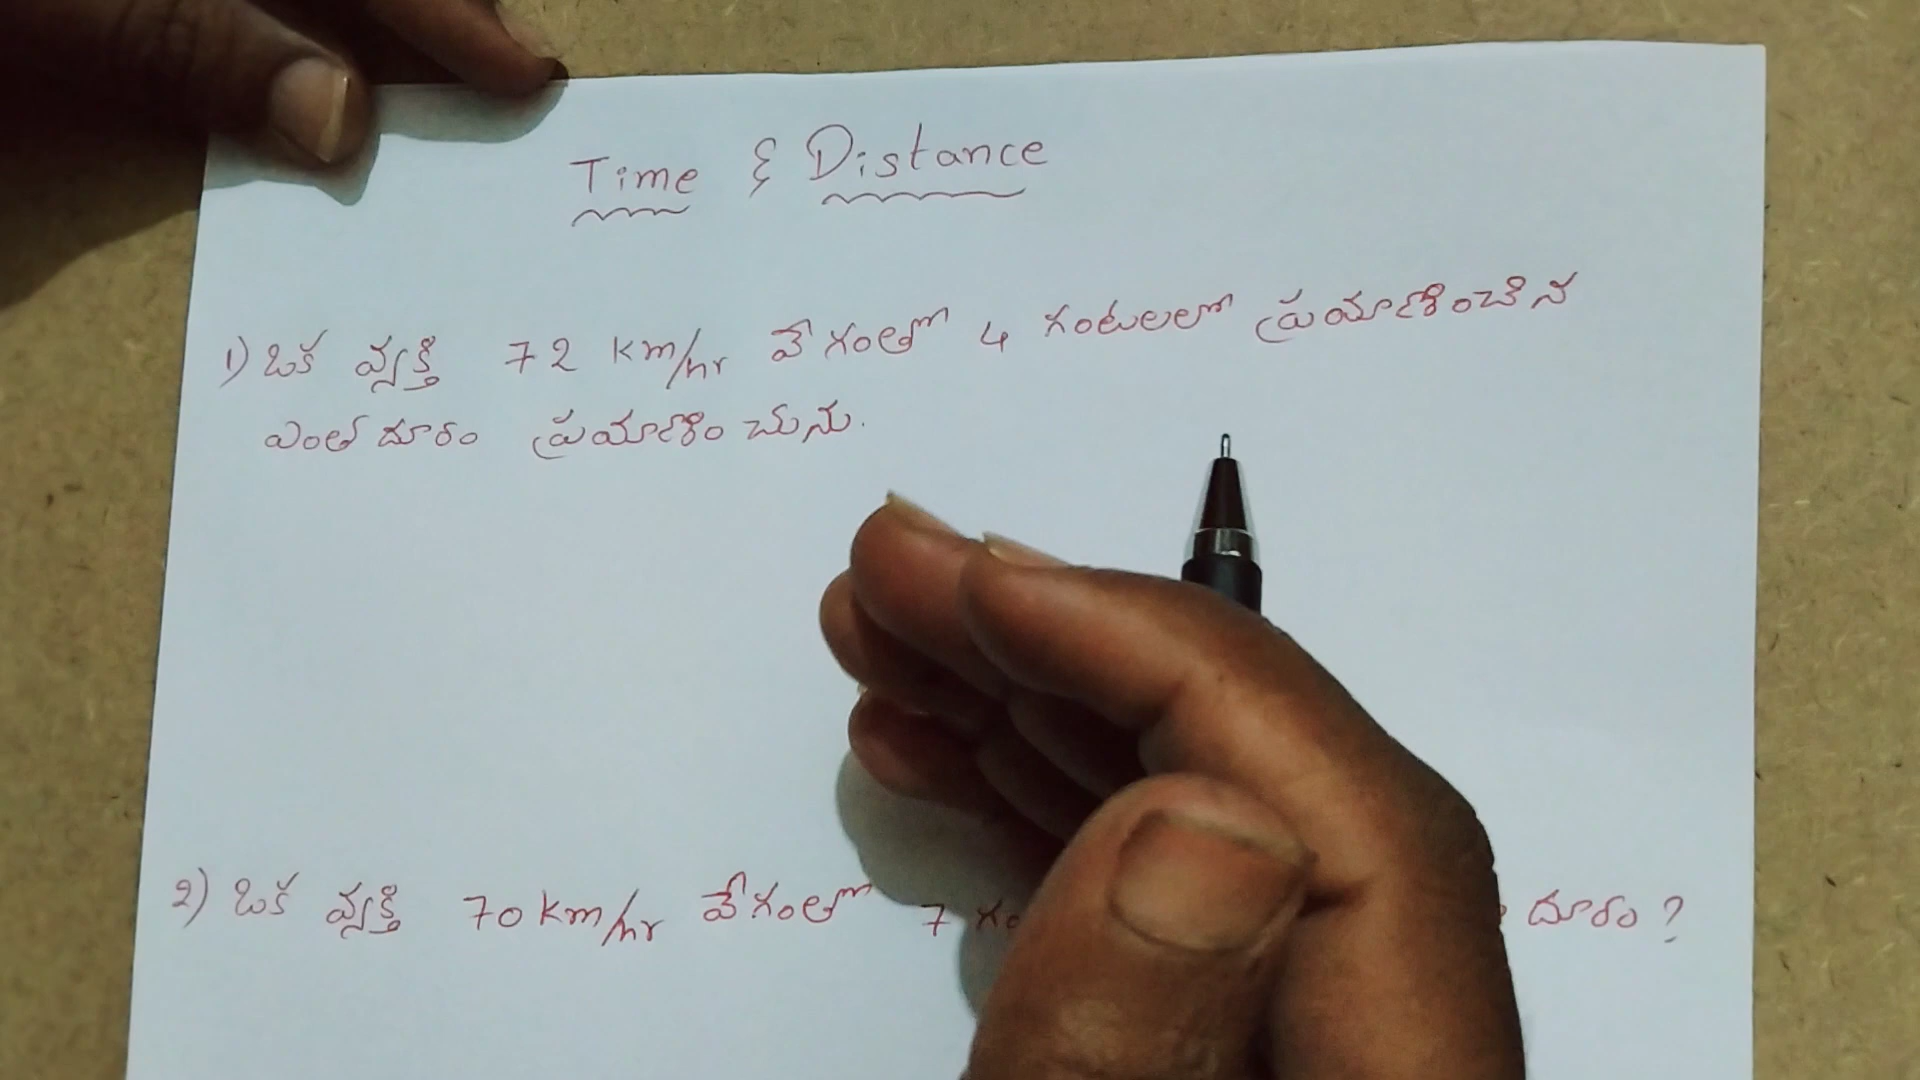 Time & Distance
1) ఒక వ్యక్తి 72 km/hr వేగంతో 4 గంటలలో ప్రయాణించిన
ఎంత దూరం ప్రయాణించును.
2) ఒక వ్యక్తి 70 km/hr వేగంతో 7 దూరం ?